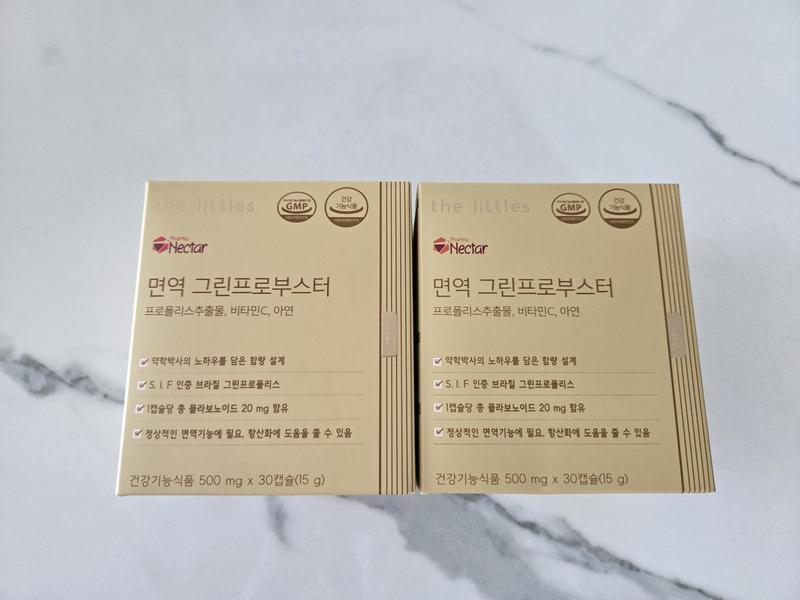 the littles
GMP
건강
기능식품
Pharma
Nectar
면역 그린프로부스터
프로폴리스추출물, 비타민C, 아연
약학박사의 노하우를 담은 함량 설계
S. I. F 인증 브라질 그린프로폴리스
1캡슐당 총 플라보노이드 20 mg 함유
정상적인 면역기능에 필요, 항산화에 도움을 줄 수 있음
건강기능식품 500 mg x 30캡슐(15 g)
the littles
GMP
건강
기능식품
Pharma
Nectar
면역 그린프로부스터
프로폴리스추출물, 비타민C, 아연
약학박사의 노하우를 담은 함량 설계
S. I. F 인증 브라질 그린프로폴리스
1캡슐당 총 플라보노이드 20 mg 함유
정상적인 면역기능에 필요, 항산화에 도움을 줄 수 있음
건강기능식품 500 mg x 30캡슐(15 g)